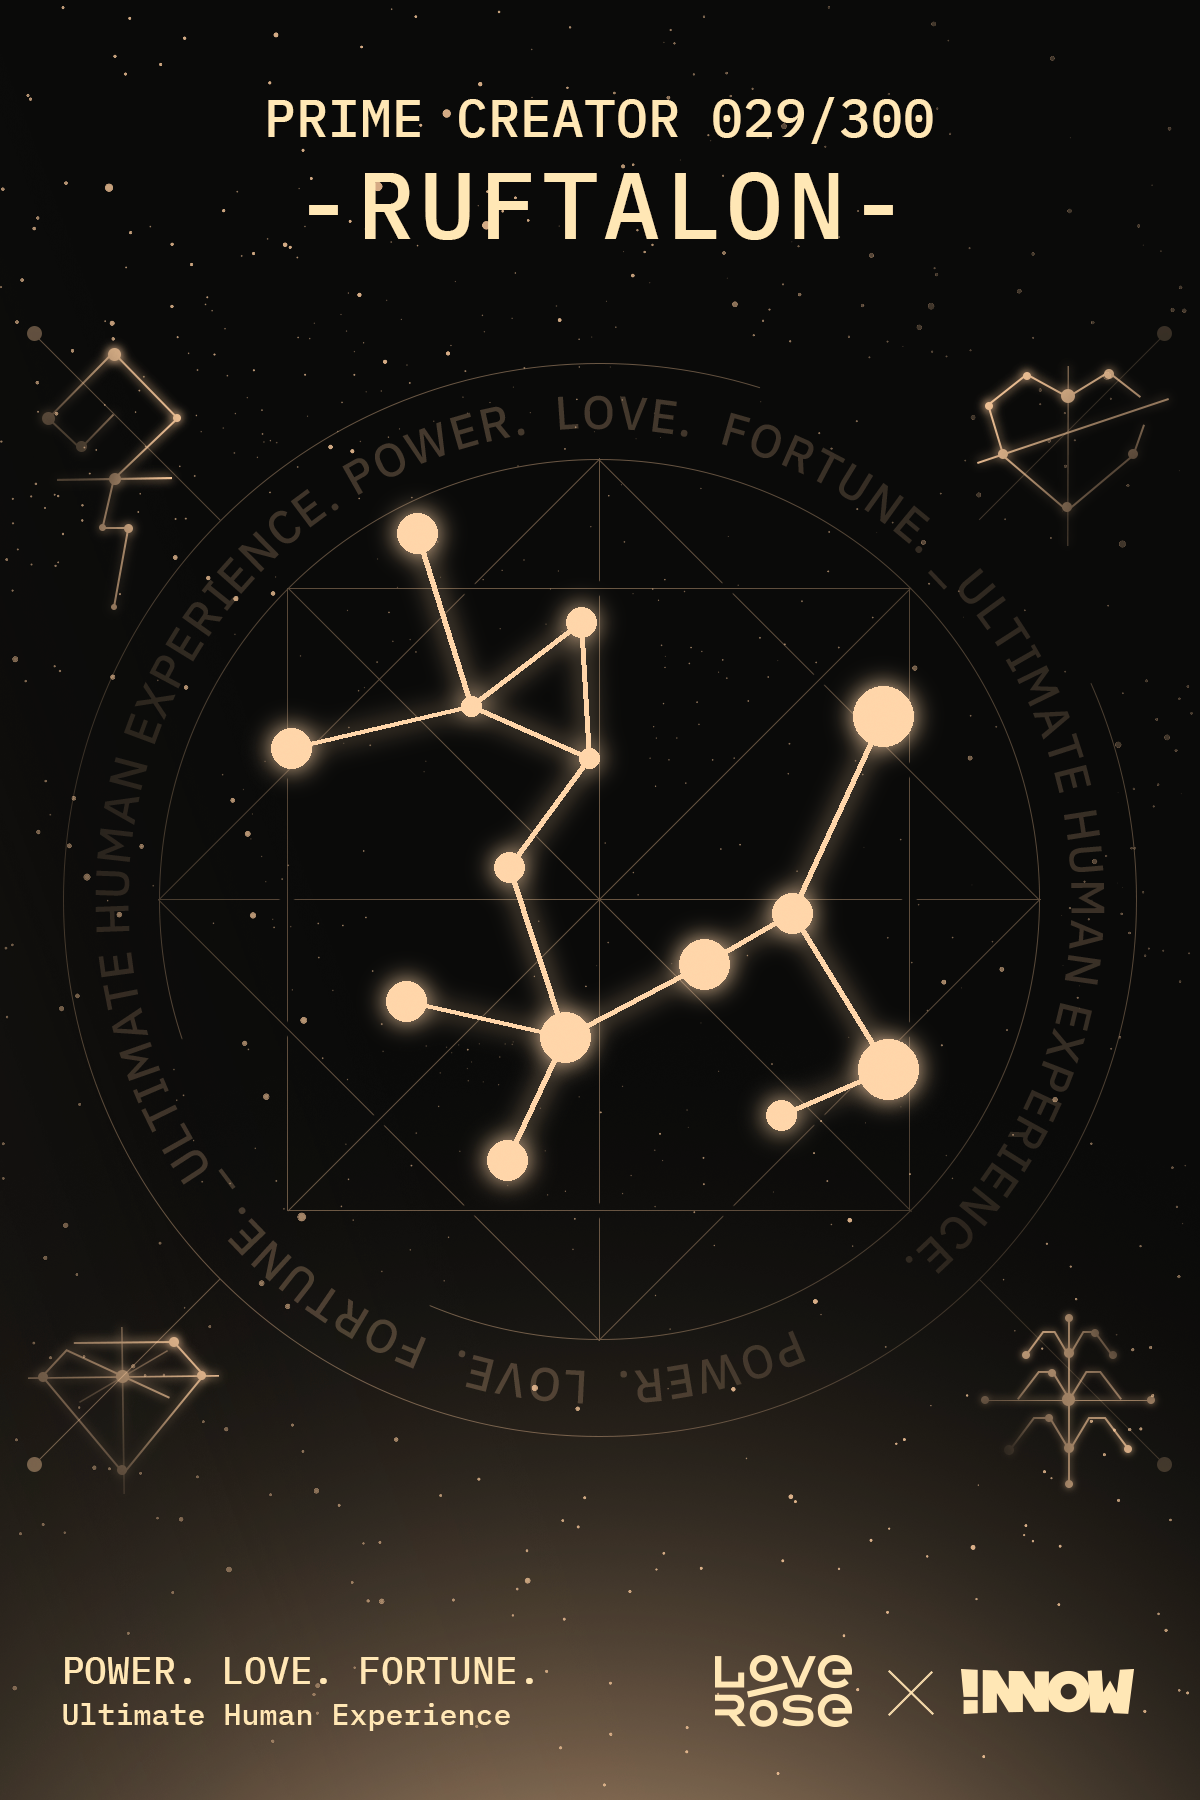 PRIME CREATOR 029/300
-RUFTALON-
POWER. LOVE. FORTUNE. – ULTIMATE HUMAN EXPERIENCE.
POWER. LOVE. FORTUNE. – ULTIMATE HUMAN EXPERIENCE.
POWER. LOVE. FORTUNE.
Ultimate Human Experience
LOVE
RoSe
!NNOW